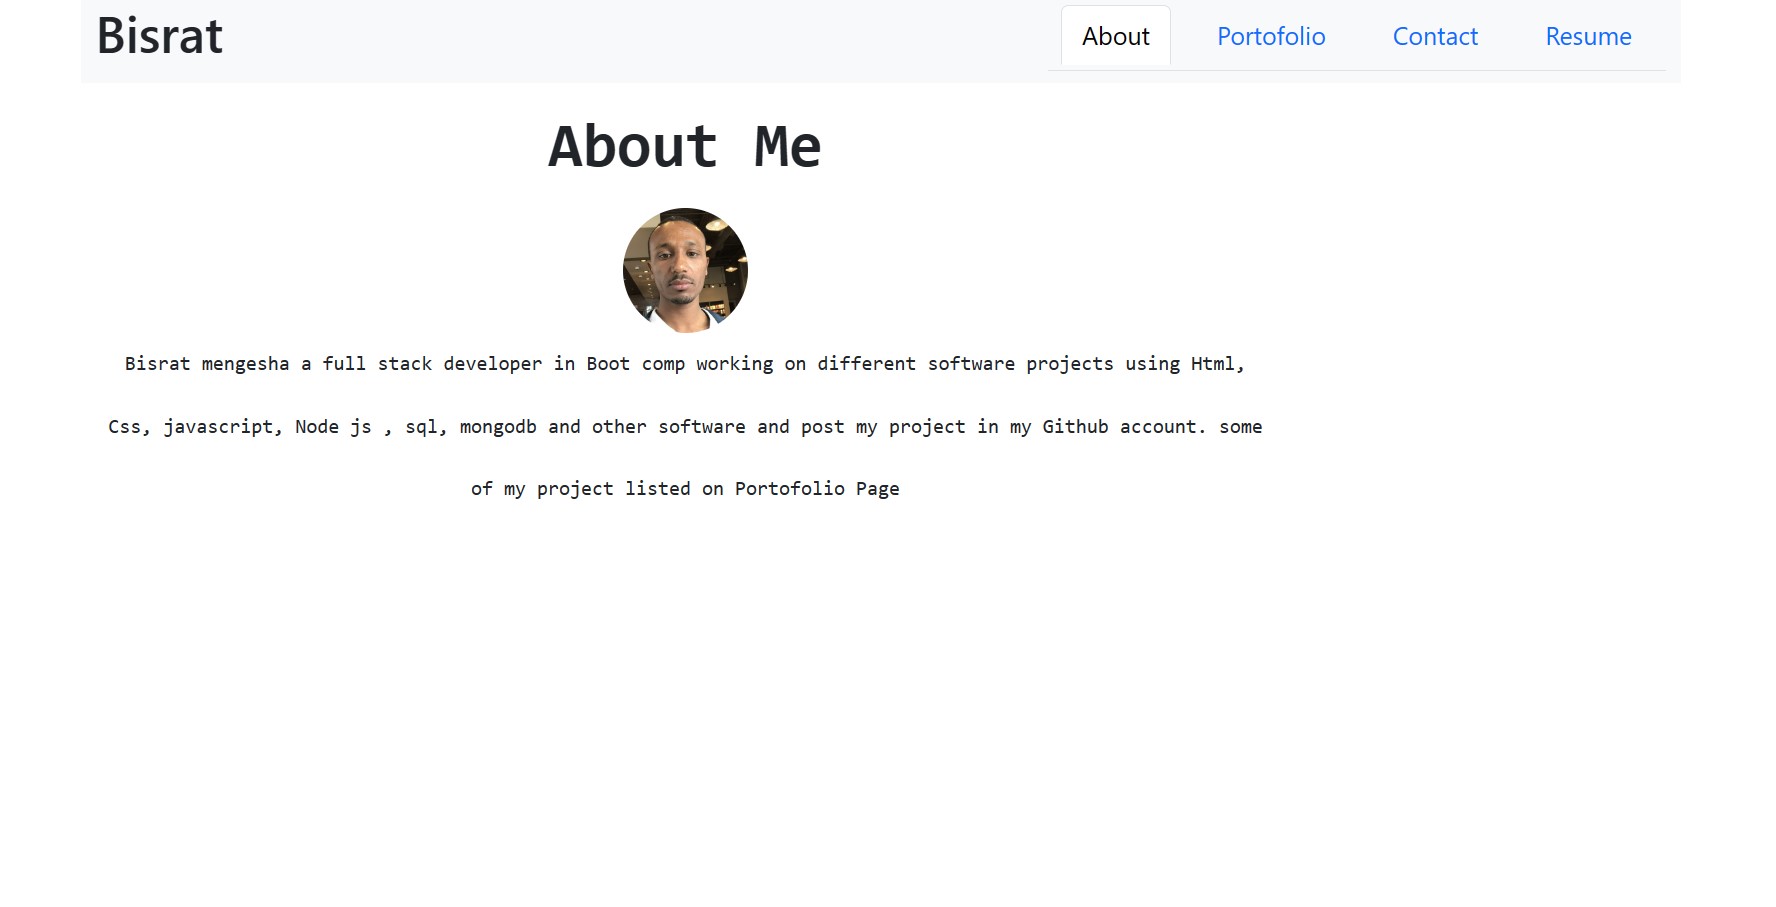 Bisrat
About Portofolio Contact Resume
About Me
Bisrat mengesha a full stack developer in Boot comp working on different software projects using Html,
Css, javascript, Node js , sql, mongodb and other software and post my project in my Github account. some
of my project listed on Portofolio Page